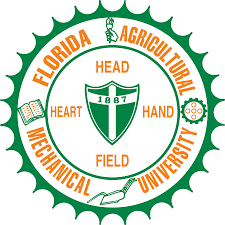 FLORIDA AGRICULTURAL
MECHANICAL UNIVERSITY
HEAD
HEART
HAND
1887
FIELD